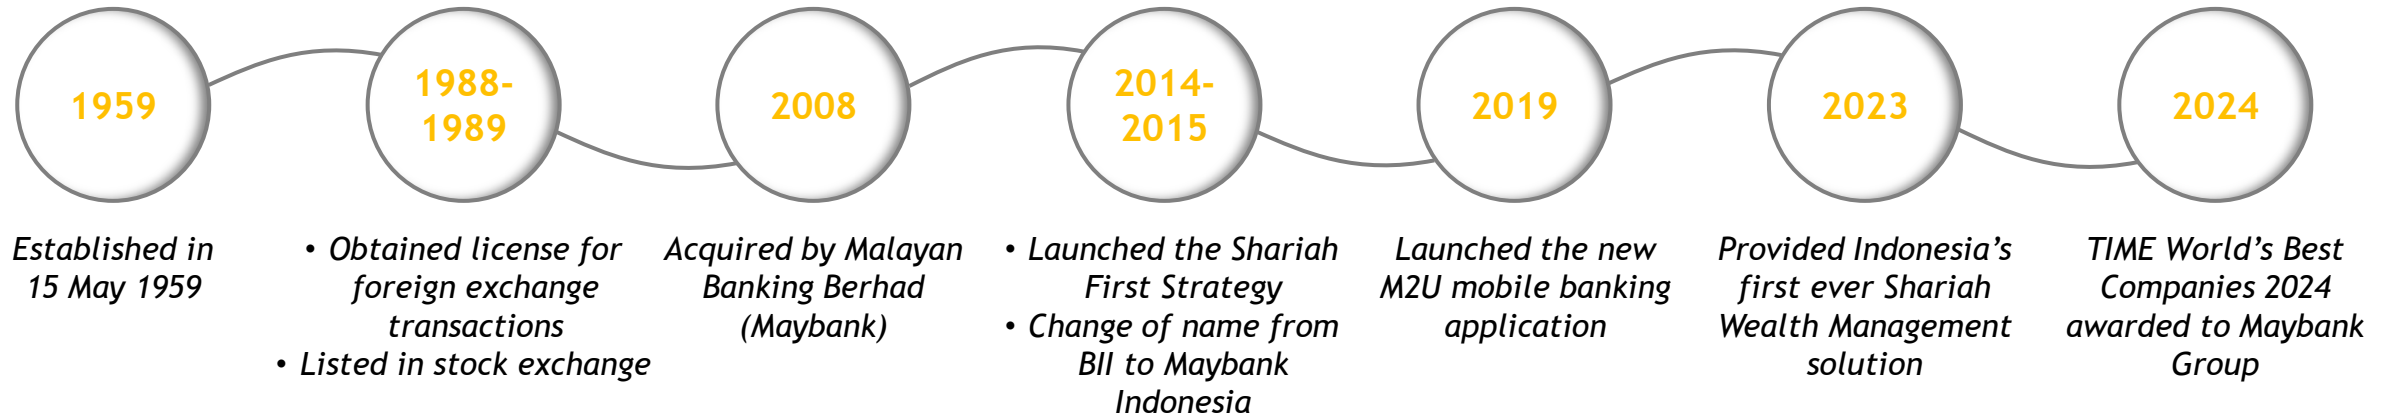 1959
Established in
15 May 1959
1988-
1989
• Obtained license for
foreign exchange
transactions
• Listed in stock exchange
2008
Acquired by Malayan
Banking Berhad
(Maybank)
2014-
2015
• Launched the Shariah
First Strategy
• Change of name from
BII to Maybank
Indonesia
2019
Launched the new
M2U mobile banking
application
2023
Provided Indonesia’s
first ever Shariah
Wealth Management
solution
2024
TIME World’s Best
Companies 2024
awarded to Maybank
Group